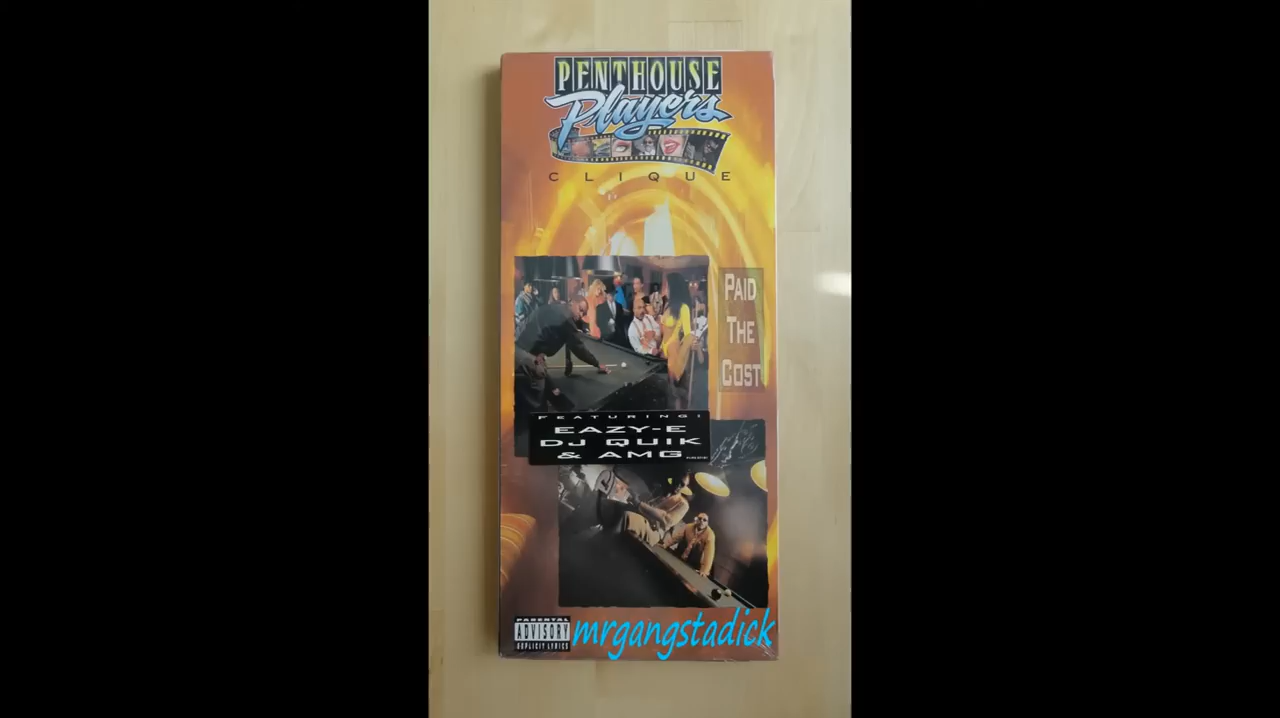 PENTHOUSE
Players
CLIQUE
PAID
THE
COST
FEATURING:
EAZY-E
DJ QUIK
& AMG
PARENTAL
ADVISORY
EXPLICIT LYRICS
mrgangstadick